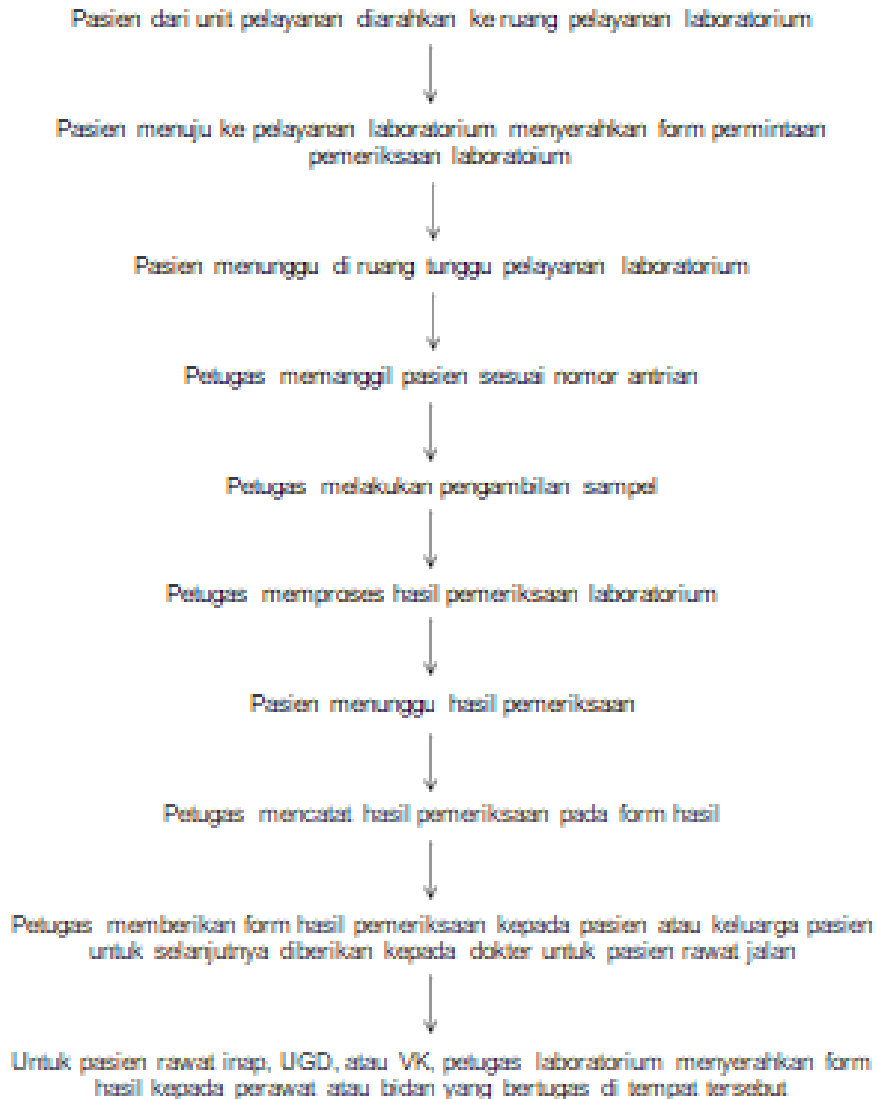 Pasien dari unit pelayanan diarahkan ke ruang pelayanan laboratorium
Pasien menuju ke pelayanan laboratorium menyerahkan form permintaan
pemeriksaan laboratoium
Pasien menunggu di ruang tunggu pelayanan laboratorium
Petugas memanggil pasien sesuai nomor antrian
Petugas melakukan pengambilan sampel
Petugas memproses hasil pemeriksaan laboratorium
Pasien menunggu hasil pemeriksaan
Petugas mencatat hasil pemeriksaan pada form hasil
Petugas memberikan form hasil pemeriksaan kepada pasien atau keluarga pasien
untuk selanjutnya diberikan kepada dokter untuk pasien rawat jalan
Untuk pasien rawat inap, UGD, atau VK, petugas laboratorium menyerahkan form
hasil kepada perawat atau bidan yang bertugas di tempat tersebut